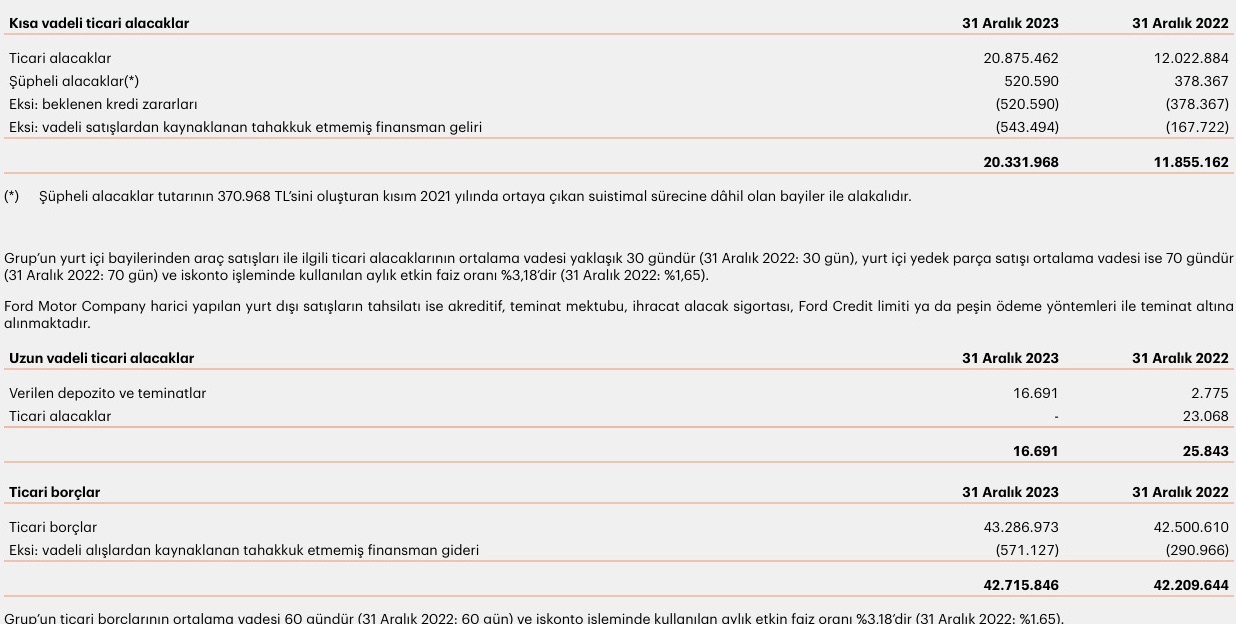 Kısa vadeli ticari alacaklar 31 Aralık 2023 31 Aralık 2022
Ticari alacaklar 20.875.462 12.022.884
Şüpheli alacaklar(*) 520.590 378.367
Eksi: beklenen kredi zararları (520.590) (378.367)
Eksi: vadeli satışlardan kaynaklanan tahakkuk etmemiş finansman geliri (543.494) (167.722)
20.331.968 11.855.162
(*) Şüpheli alacaklar tutarının 370.968 TL'sini oluşturan kısım 2021 yılında ortaya çıkan suistimal sürecine dâhil olan bayiler ile alakalıdır.
Grup'un yurt içi bayilerinden araç satışları ile ilgili ticari alacaklarının ortalama vadesi yaklaşık 30 gündür (31 Aralık 2022: 30 gün), yurt içi yedek parça satışı ortalama vadesi ise 70 gündür
(31 Aralık 2022: 70 gün) ve iskonto işleminde kullanılan aylık etkin faiz oranı %3,18'dir (31 Aralık 2022: %1,65).
Ford Motor Company harici yapılan yurt dışı satışların tahsilatı ise akreditif, teminat mektubu, ihracat alacak sigortası, Ford Credit limiti ya da peşin ödeme yöntemleri ile teminat altına
alınmaktadır.
Uzun vadeli ticari alacaklar 31 Aralık 2023 31 Aralık 2022
Verilen depozito ve teminatlar 16.691 2.775
Ticari alacaklar - 23.068
16.691 25.843
Ticari borçlar 31 Aralık 2023 31 Aralık 2022
Ticari borçlar 43.286.973 42.500.610
Eksi: vadeli alışlardan kaynaklanan tahakkuk etmemiş finansman gideri (571.127) (290.966)
42.715.846 42.209.644
Grup'un ticari borçlarının ortalama vadesi 60 gündür (31 Aralık 2022: 60 gün) ve iskonto işleminde kullanılan aylık etkin faiz oranı %3,18'dir (31 Aralık 2022: %1,65).